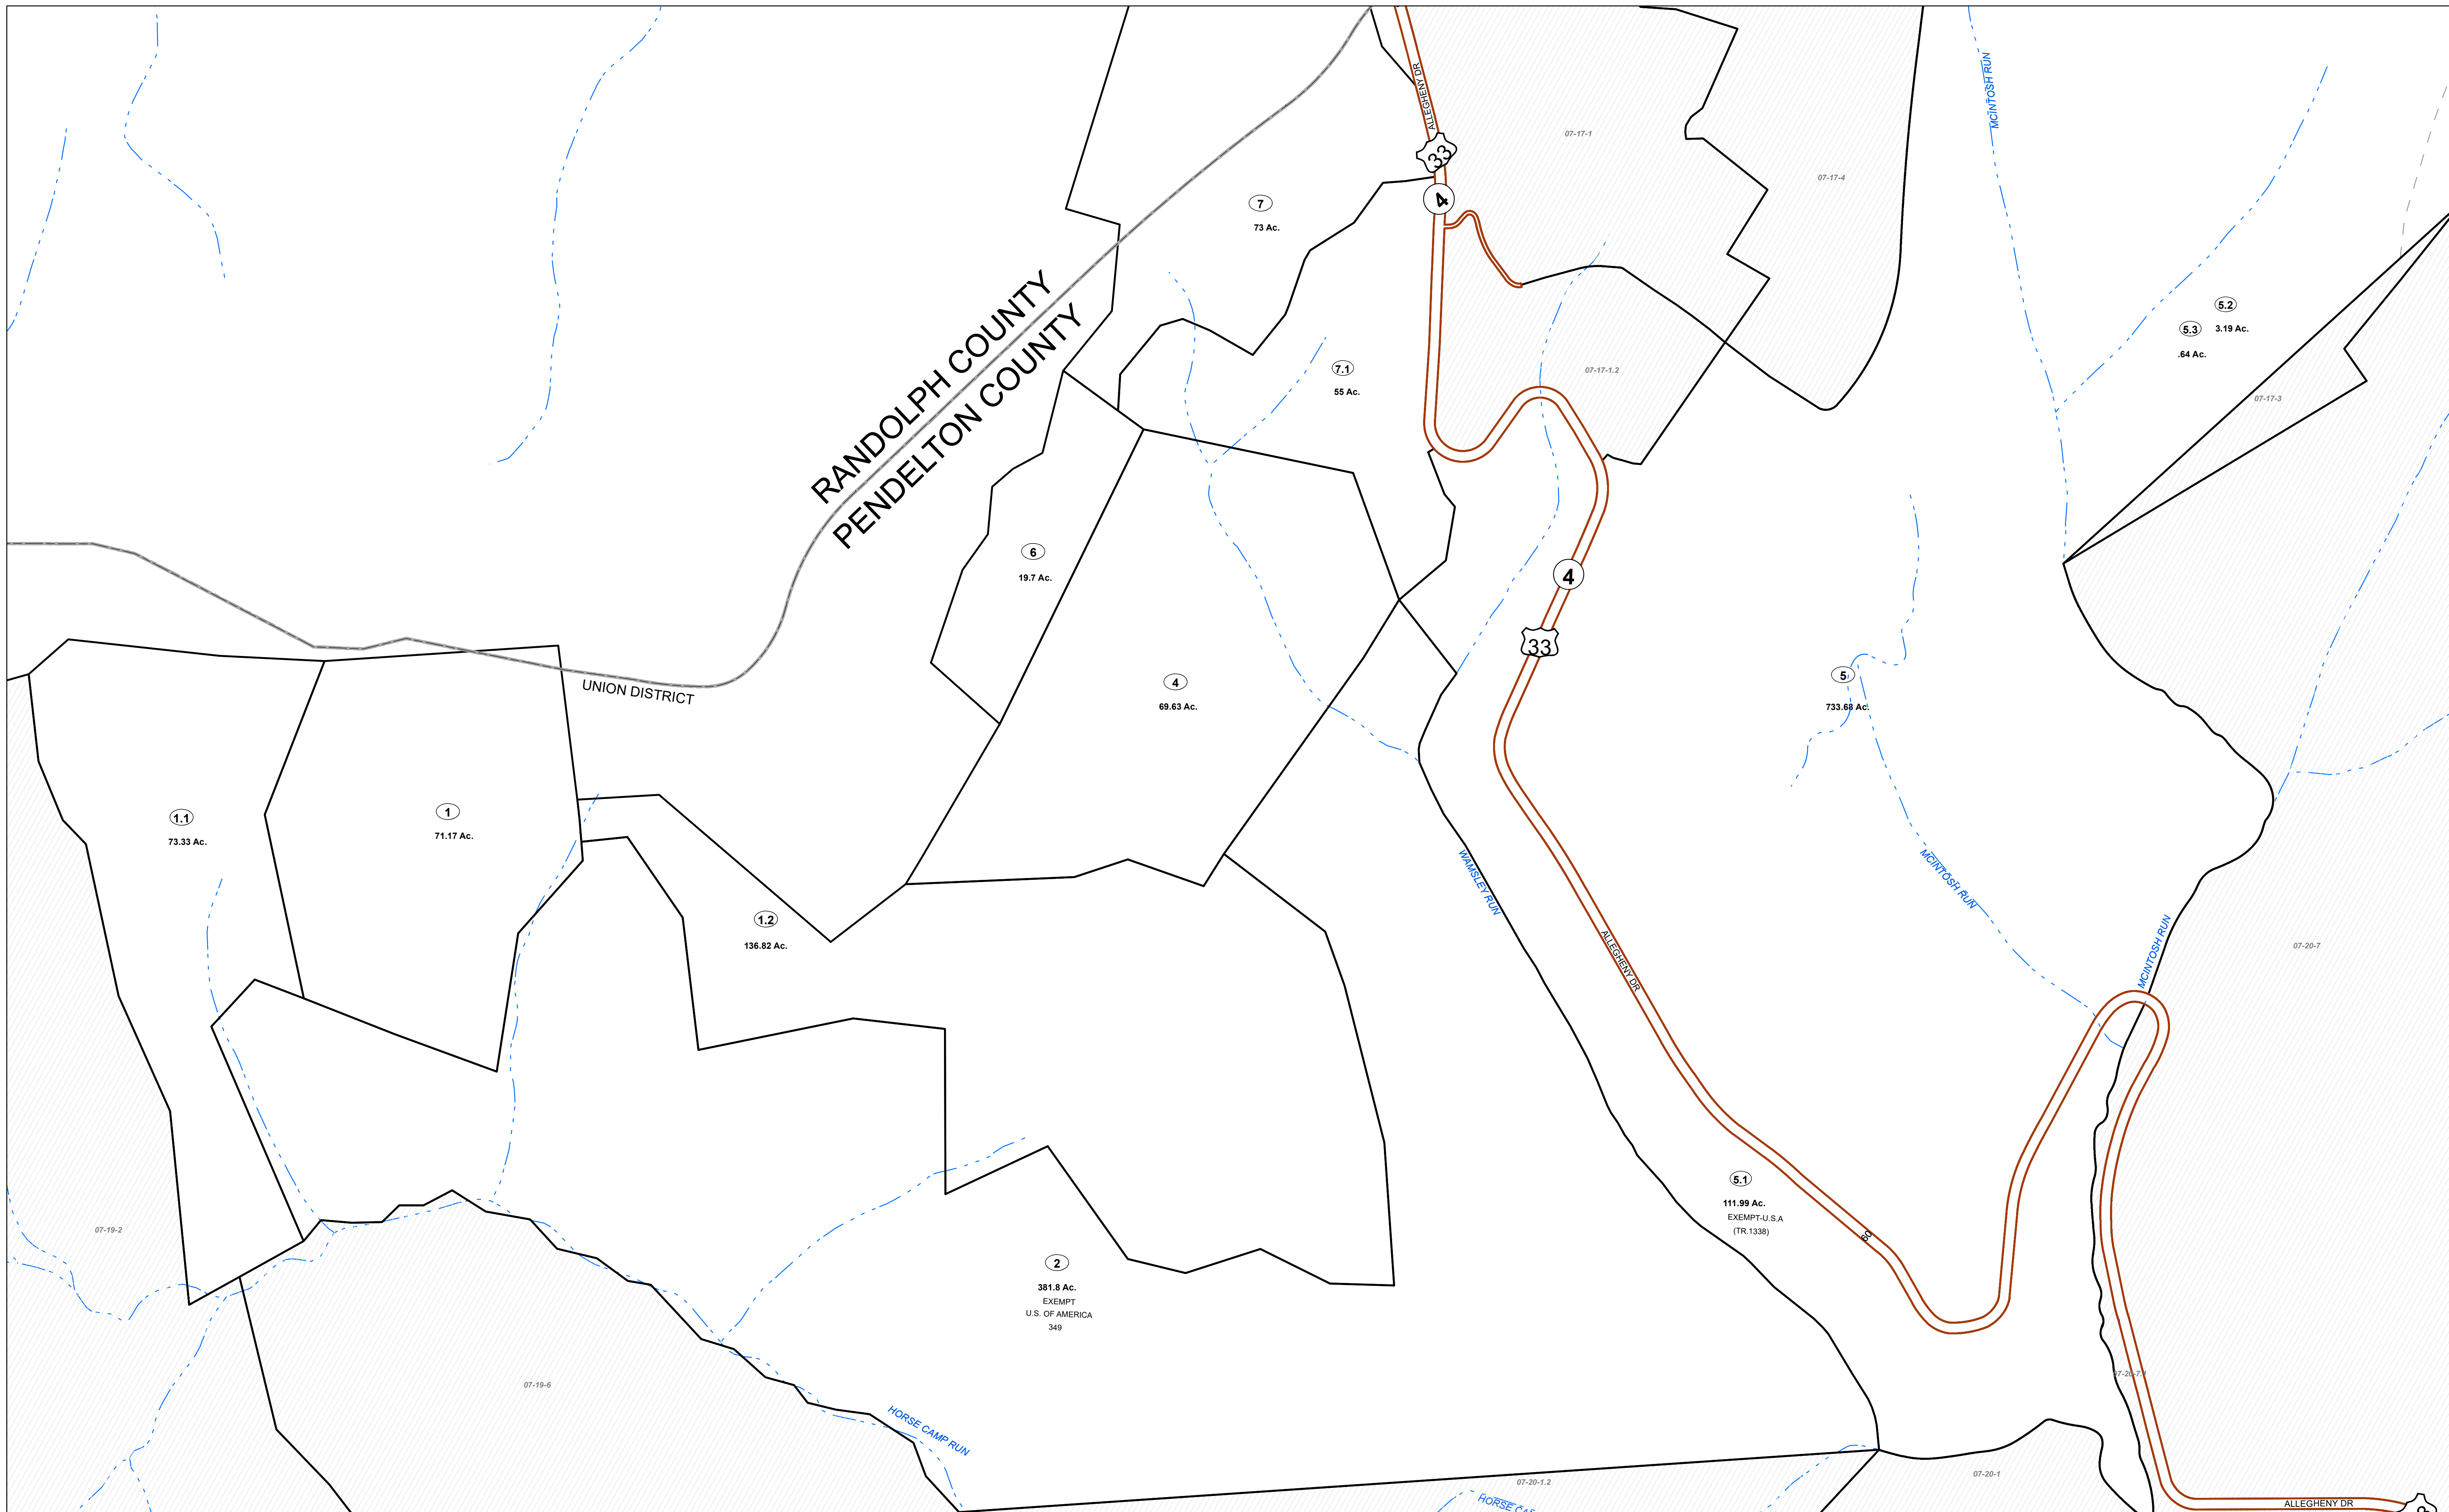 MCINTOSH RUN
ALLEGHENY DR
33
4
07-17-1
07-17-4
7
73 Ac.
RANDOLPH COUNTY
PENDELTON COUNTY
5.2
3.19 Ac.
5.3
.64 Ac.
7.1
55 Ac.
07-17-1.2
07-17-3
6
19.7 Ac.
4
33
UNION DISTRICT
4
69.63 Ac.
5
733.68 Ac.
1.1
73.33 Ac.
1
71.17 Ac.
WAMSLEY RUN
MCINTOSH RUN
1.2
136.82 Ac.
ALLEGHENY DR
MCINTOSH RUN
07-20-7
5.1
111.99 Ac.
EXEMPT-U.S.A
(TR.1338)
60
07-19-2
2
381.8 Ac.
EXEMPT
U.S. OF AMERICA
349
07-20-7.1
07-19-6
HORSE CAMP RUN
07-20-1.2
07-20-1
ALLEGHENY DR